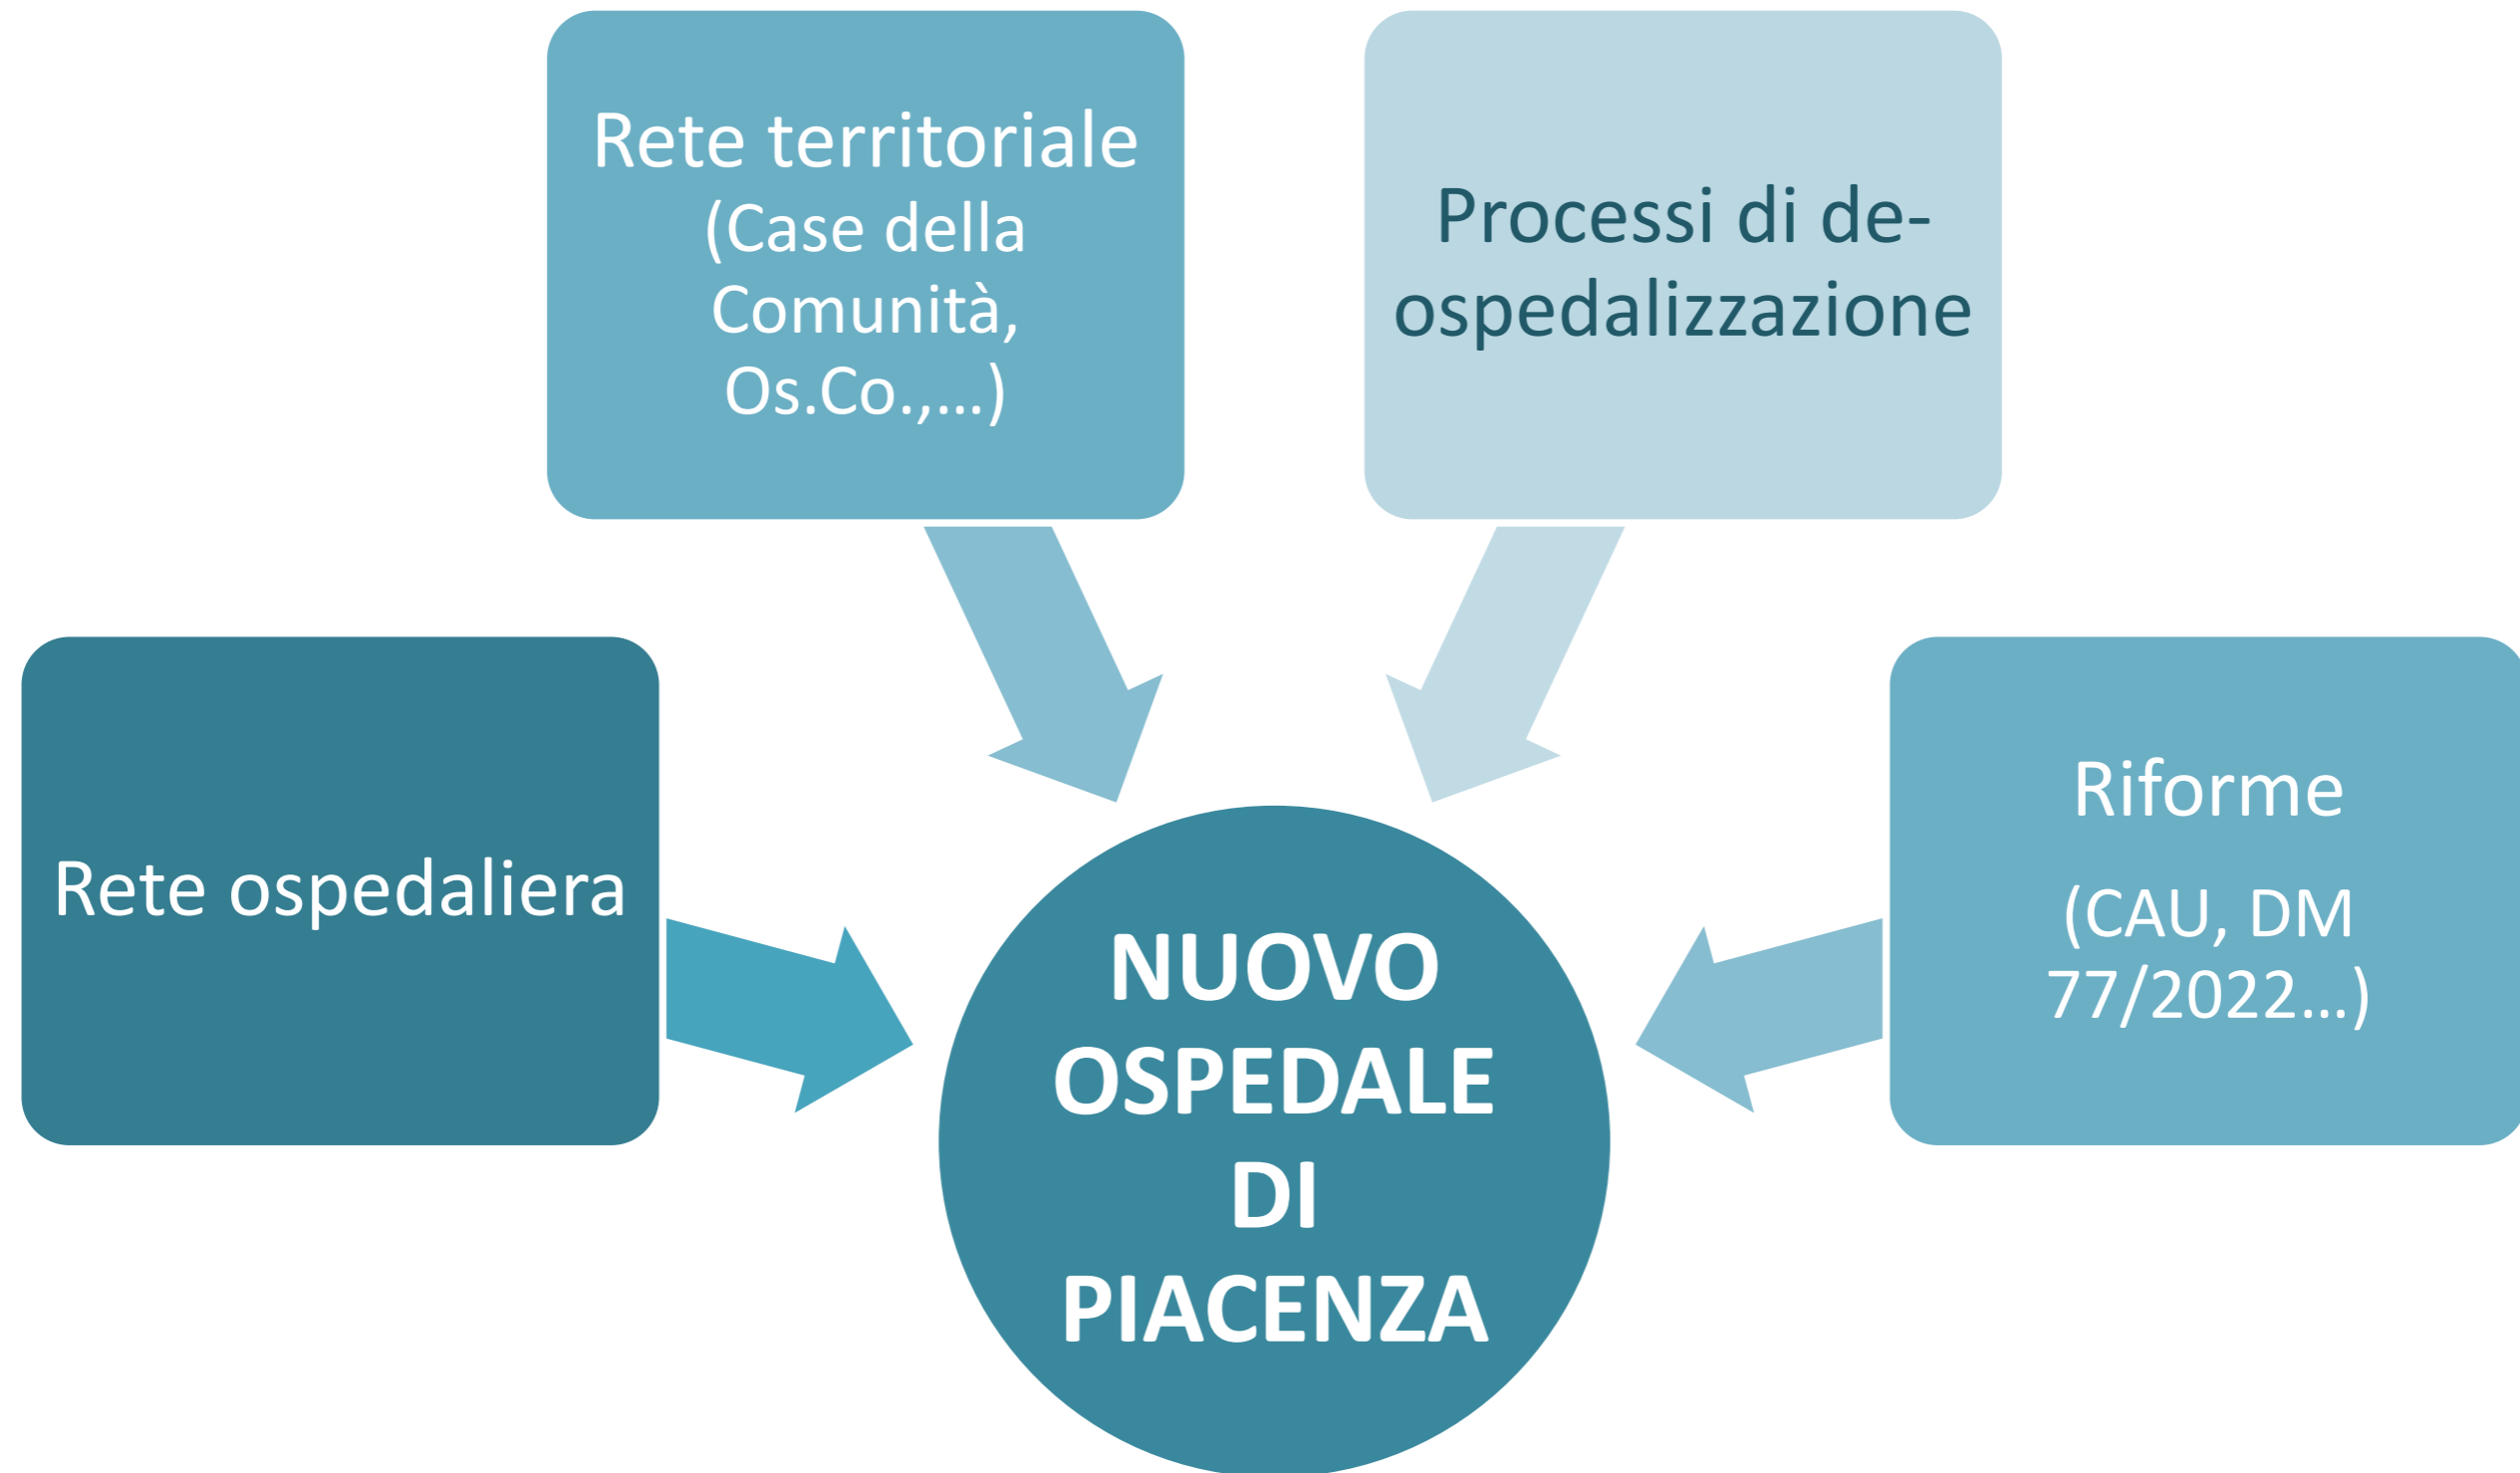 Rete territoriale
(Case della
Comunità,
Os.Co.,...)
Processi di de-
ospedalizzazione
Rete ospedaliera
Riforme
(CAU, DM
77/2022...)
NUOVO
OSPEDALE
DI
PIACENZA